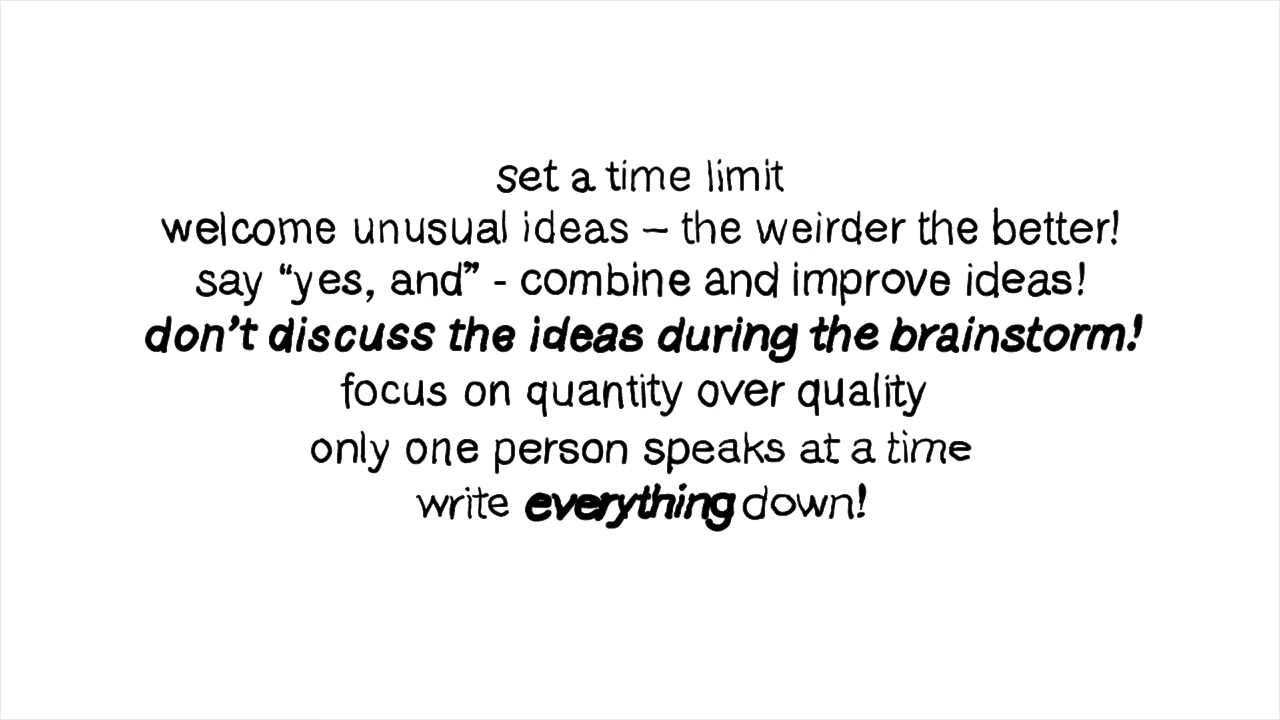 set a time limit
welcome unusual ideas – the weirder the better!
say “yes, and” - combine and improve ideas!
don’t discuss the ideas during the brainstorm!
focus on quantity over quality
only one person speaks at a time
write everything down!